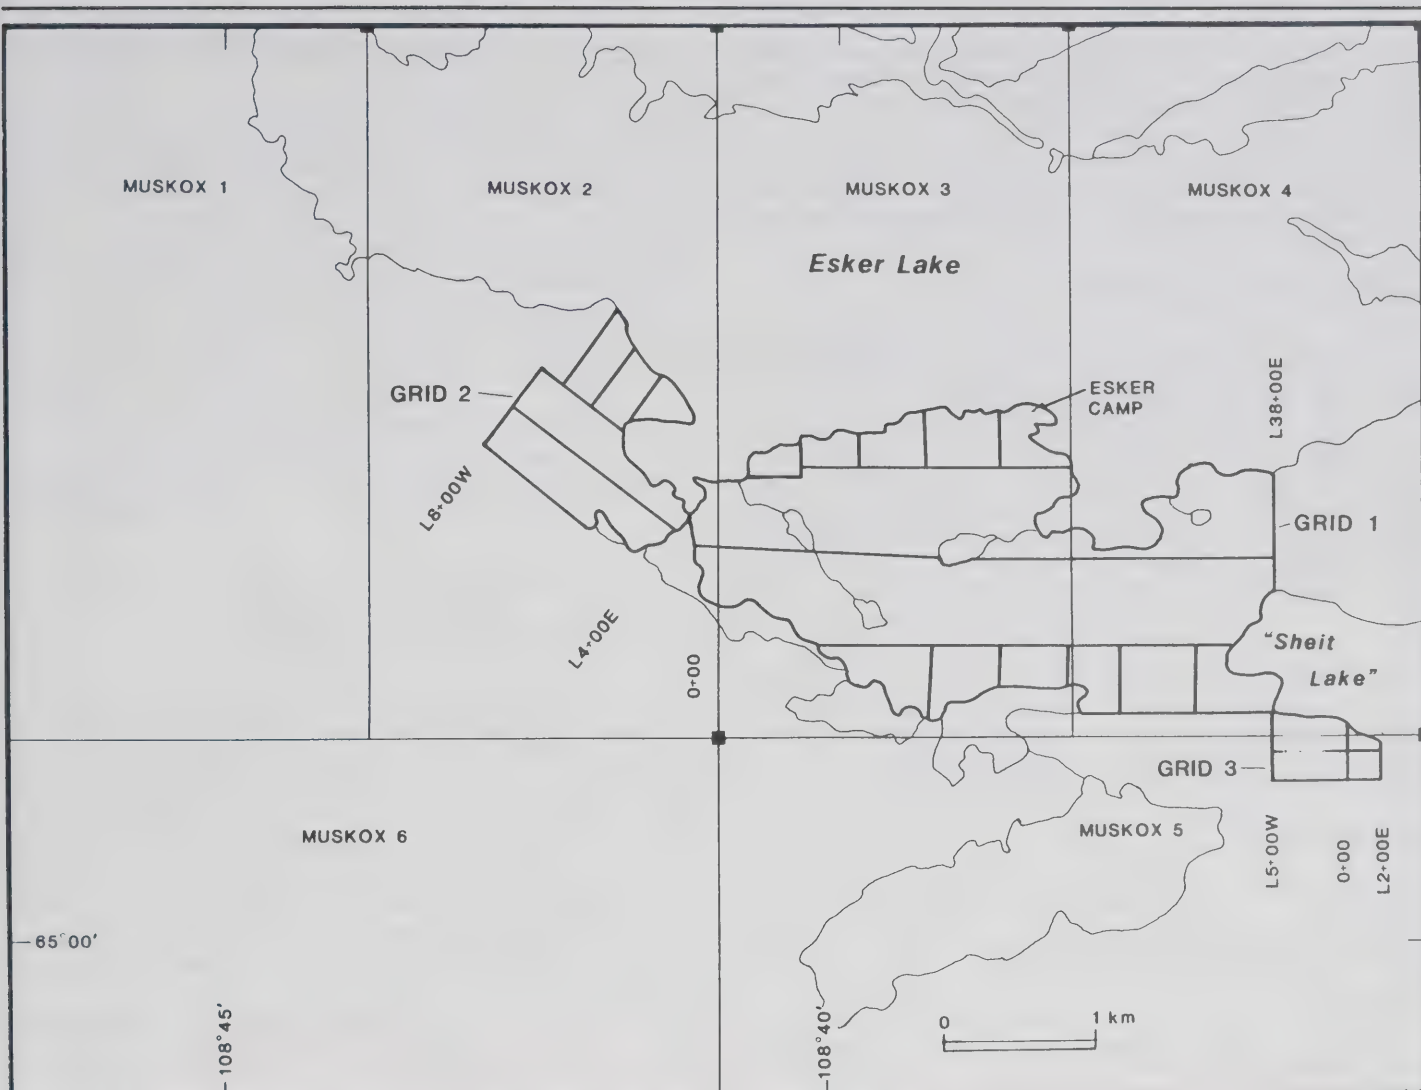 MUSKOX 1
MUSKOX 2
MUSKOX 3
MUSKOX 4
Esker Lake
GRID 2
ESKER
CAMP
L38+00E
L8+00W
GRID 1
L4+00E
0+00
"Sheit
Lake"
GRID 3
MUSKOX 6
MUSKOX 5
L5+00W
0+00
L2+00E
65°00'
108°45'
108°40'
0
1 km